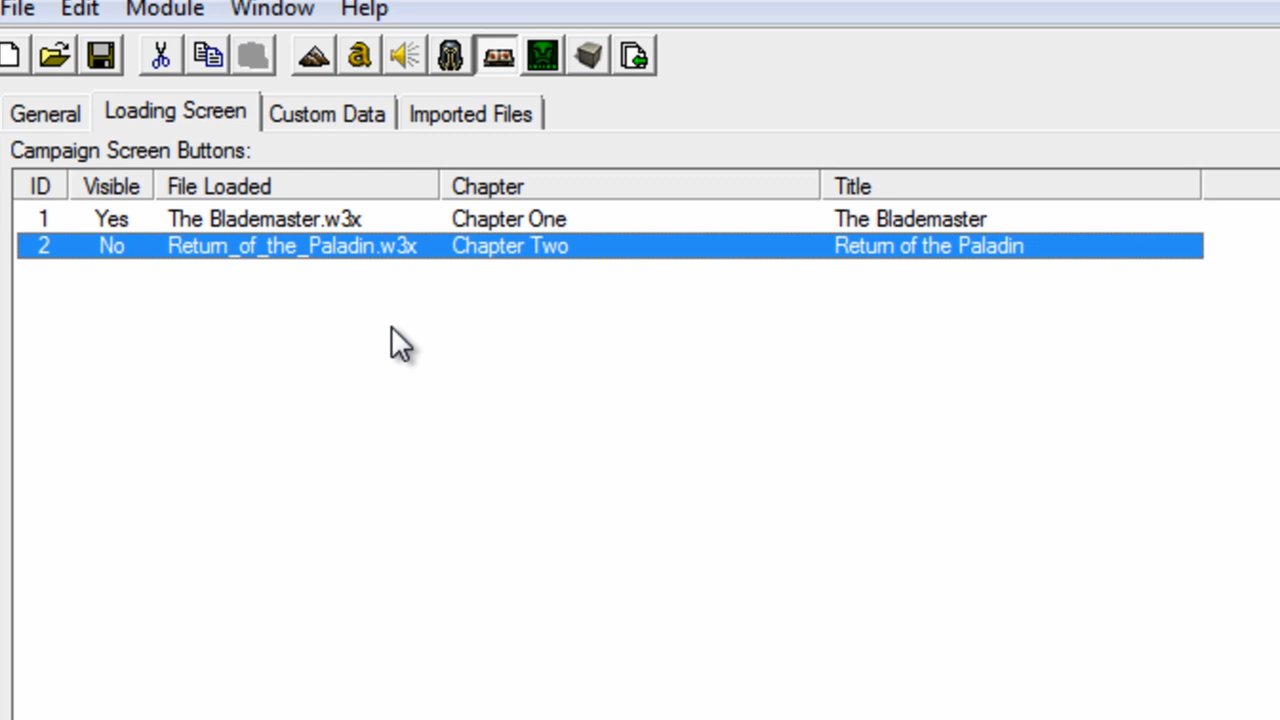 File Edit Module Window Help
General Loading Screen Custom Data Imported Files
Campaign Screen Buttons:
ID Visible File Loaded Chapter Title
1 Yes The Blademaster.w3x Chapter One The Blademaster
2 No Return_of_the_Paladin.w3x Chapter Two Return of the Paladin